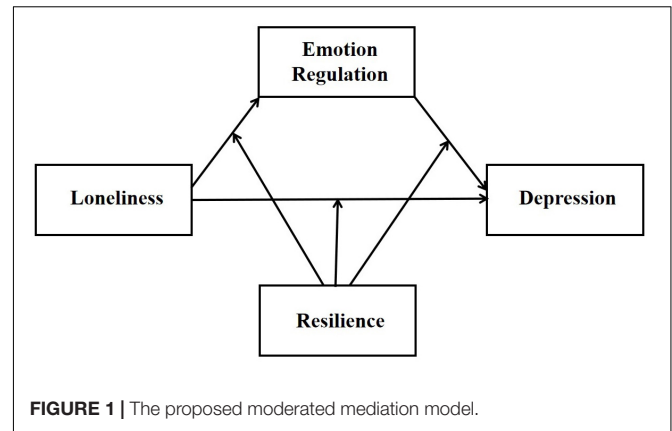 Emotion
Regulation
Loneliness
Depression
Resilience
FIGURE 1 | The proposed moderated mediation model.